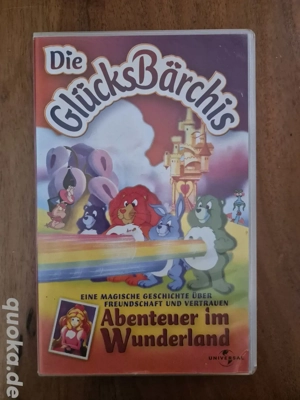 Die
GlücksBärchis
EINE MAGISCHE GESCHICHTE ÜBER
FREUNDSCHAFT UND VERTRAUEN
Abenteuer im
Wunderland
UNIVERSAL
quoka.de